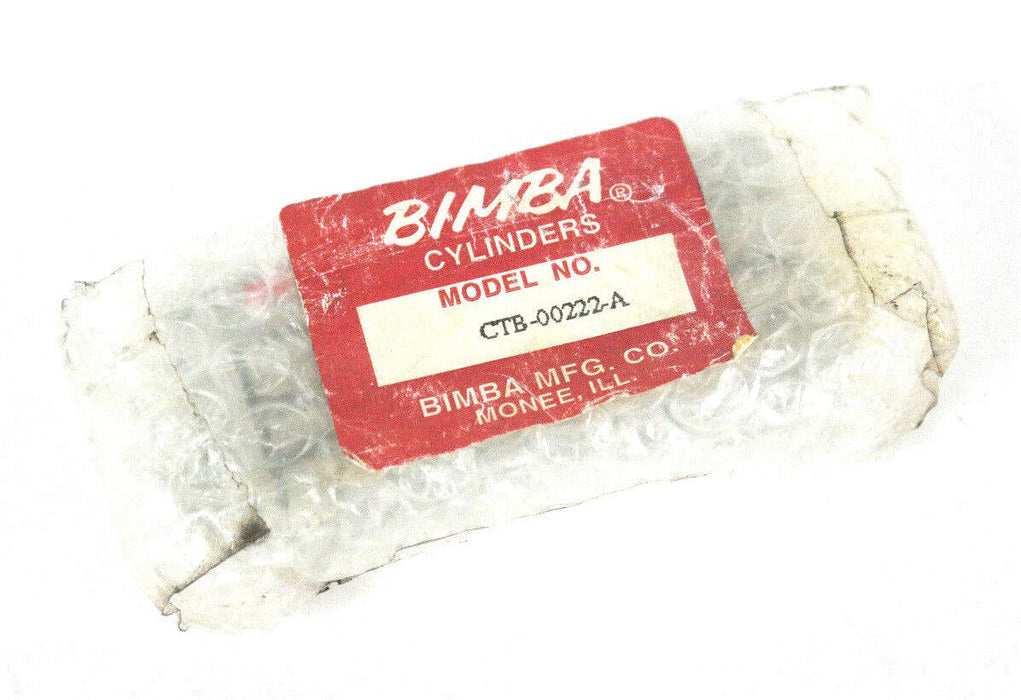 BIMBA®
CYLINDERS
MODEL NO.
CTB-00222-A
BIMBA MFG. CO.
MONEE, ILL.